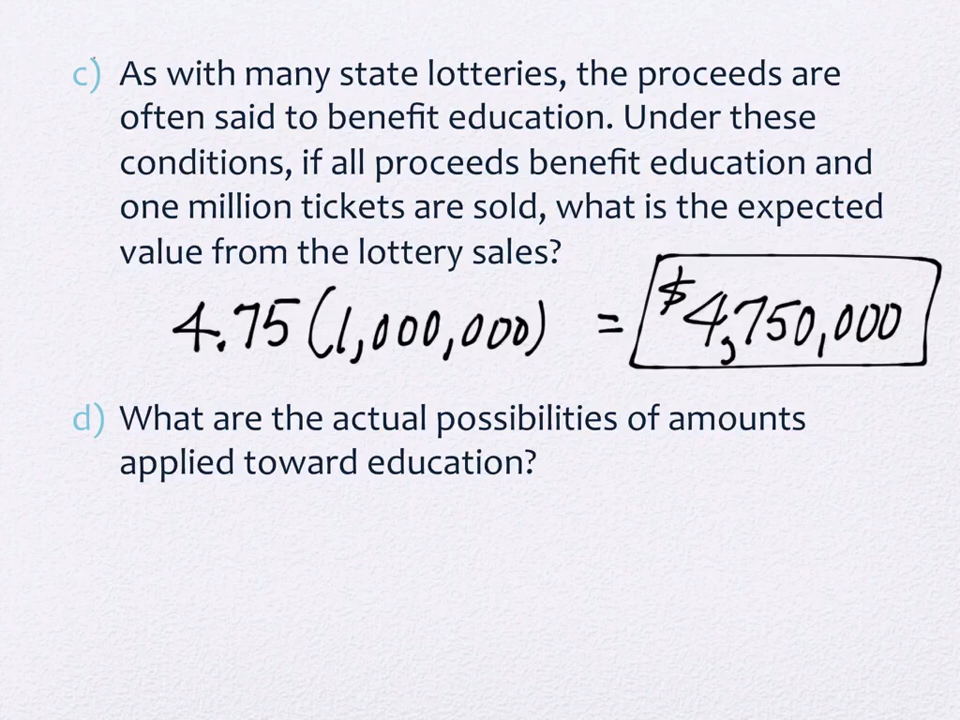 c) As with many state lotteries, the proceeds are
often said to benefit education. Under these
conditions, if all proceeds benefit education and
one million tickets are sold, what is the expected
value from the lottery sales?
4.75 (1,000,000) = $4,750,000
d) What are the actual possibilities of amounts
applied toward education?